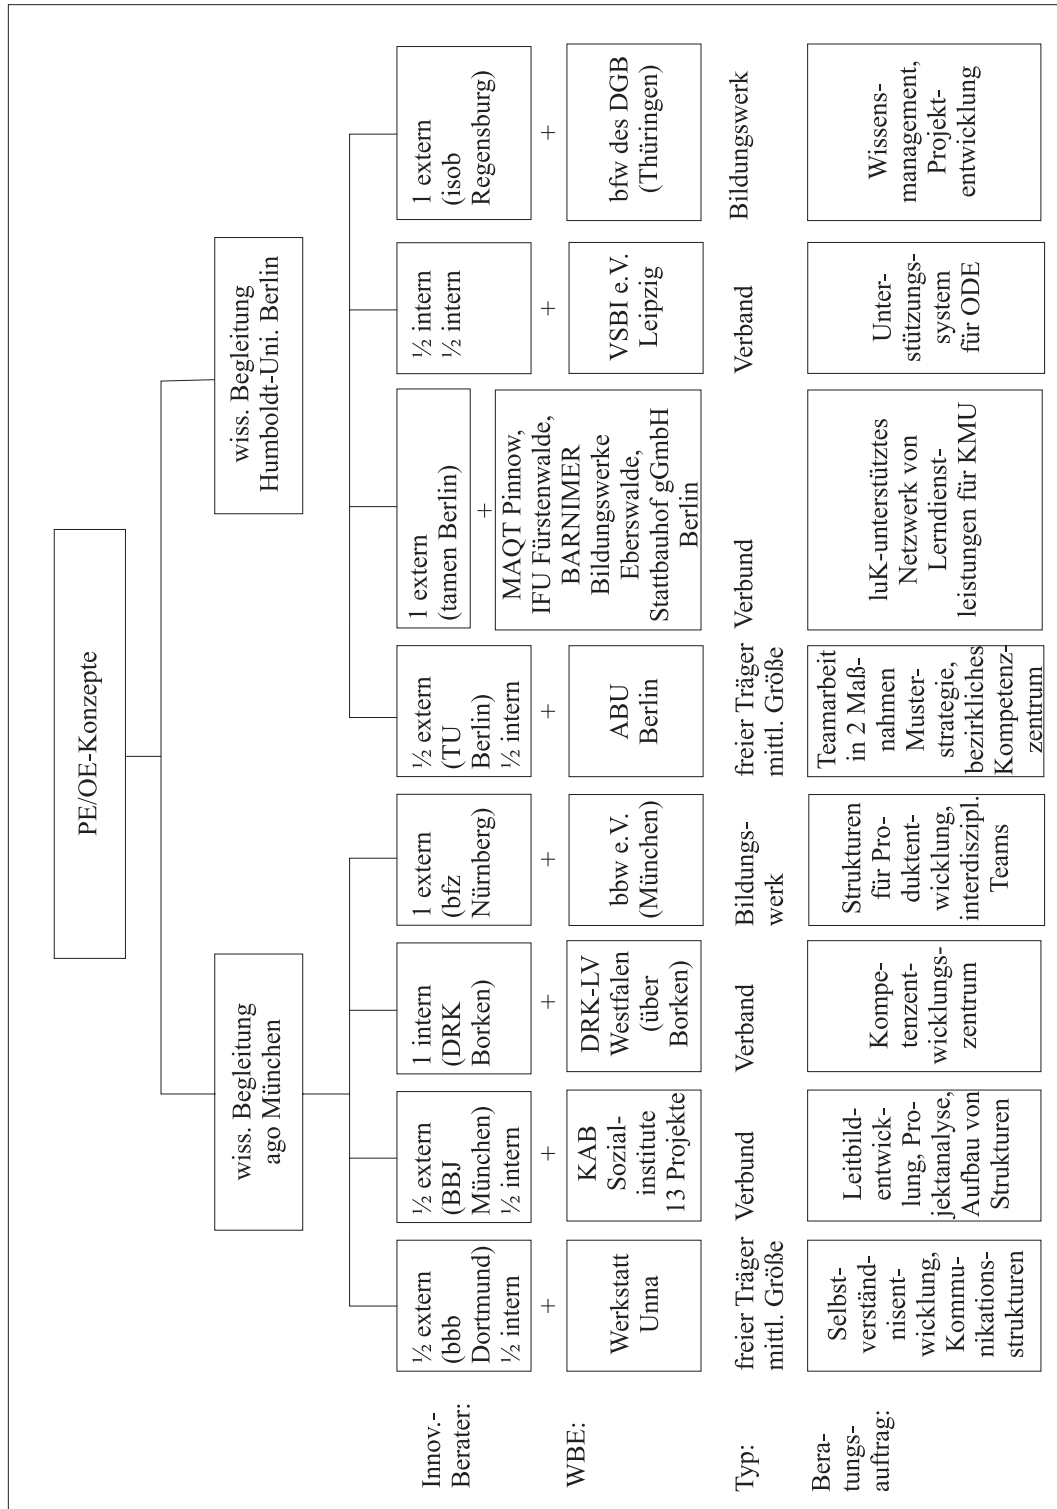 PE/OE-Konzepte
wiss. Begleitung
ago München
wiss. Begleitung
Humboldt-Uni. Berlin
Innov.-
Berater:
½ extern
(bbb
Dortmund)
½ intern
½ extern
(BBJ
München)
½ intern
1 intern
(DRK
Borken)
1 extern
(bfz
Nürnberg)
½ extern
(TU
Berlin)
½ intern
1 extern
(tamen Berlin)
½ intern
½ intern
1 extern
(isob
Regensburg)
+
+
+
+
+
+
+
+
WBE:
Werkstatt
Unna
KAB
Sozial-
institute
13 Projekte
DRK-LV
Westfalen
(über
Borken)
bbw e.V.
(München)
ABU
Berlin
MAQT Pinnow,
IFU Fürstenwalde,
BARNIMER
Bildungswerke
Eberswalde,
Stattbauhof gGmbH
Berlin
VSBI e.V.
Leipzig
bfw des DGB
(Thüringen)
Typ:
freier Träger
mittl. Größe
Verbund
Verband
Bildungs-
werk
freier Träger
mittl. Größe
Verbund
Verband
Bildungswerk
Bera-
tungs-
auftrag:
Selbst-
verständ-
nisent-
wicklung,
Kommu-
nikations-
strukturen
Leitbild-
entwick-
lung, Pro-
jektanalyse,
Aufbau von
Strukturen
Kompe-
tenzent-
wicklungs-
zentrum
Strukturen
für Pro-
duktent-
wicklung,
interdiszipl.
Teams
Teamarbeit
in 2 Maß-
nahmen
Muster-
strategie,
bezirkliches
Kompetenz-
zentrum
luK-unterstütztes
Netzwerk von
Lerndienst-
leistungen für KMU
Unter-
stützungs-
system
für ODE
Wissens-
management,
Projekt-
entwicklung